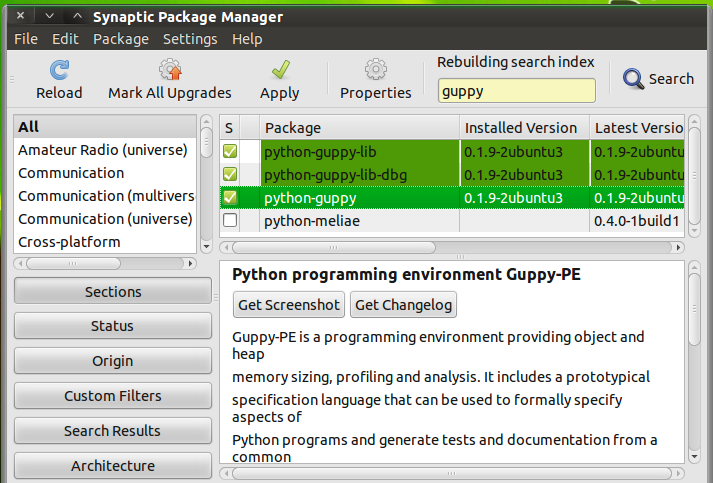 Synaptic Package Manager
File Edit Package Settings Help
Reload Mark All Upgrades Apply Properties
Rebuilding search index
guppy
Search
All
Amateur Radio (universe)
Communication
Communication (multivers
Communication (universe)
Cross-platform
S Package Installed Version Latest Versio
python-guppy-lib 0.1.9-2ubuntu3 0.1.9-2ubuntu
python-guppy-lib-dbg 0.1.9-2ubuntu3 0.1.9-2ubuntu
python-guppy 0.1.9-2ubuntu3 0.1.9-2ubuntu
python-meliae 0.4.0-1build1
Sections
Status
Origin
Custom Filters
Search Results
Architecture
Python programming environment Guppy-PE
Get Screenshot Get Changelog
Guppy-PE is a programming environment providing object and
heap
memory sizing, profiling and analysis. It includes a prototypical
specification language that can be used to formally specify
aspects of
Python programs and generate tests and documentation from a
common